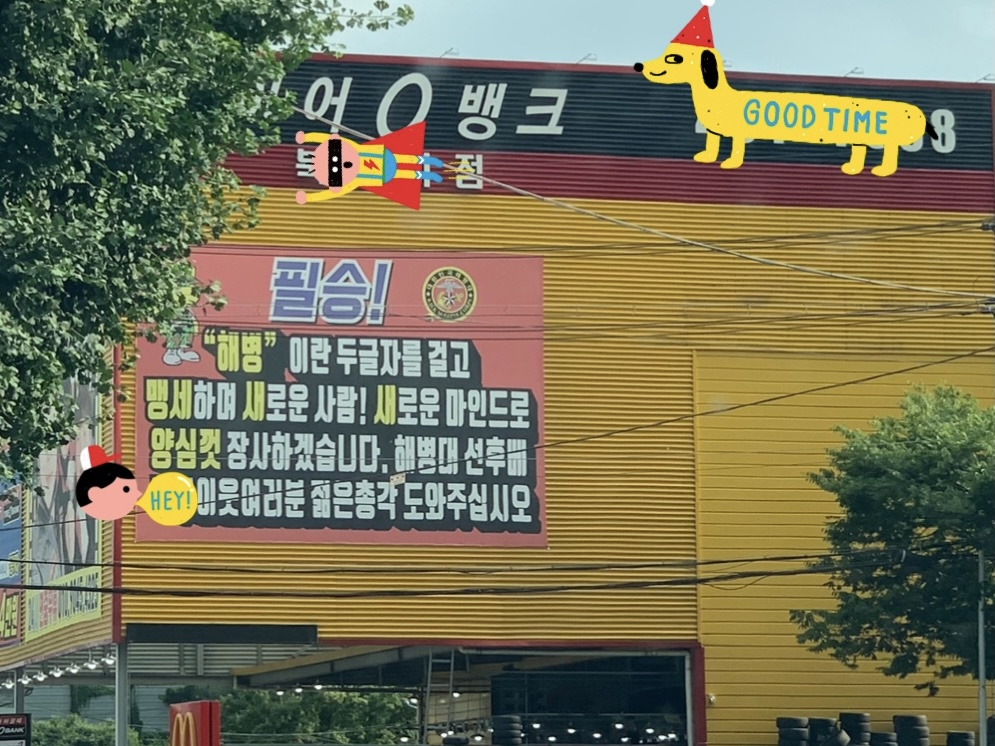 어 O 뱅크
GOOD TIME
8
점
필승!
"해병" 이란 두글자를 걸고
맹세하며 새로운 사람! 새로운 마인드로
양심껏 장사하겠습니다. 해병대 선후배
이웃여러분 젊은총각 도와주십시오
HEY!